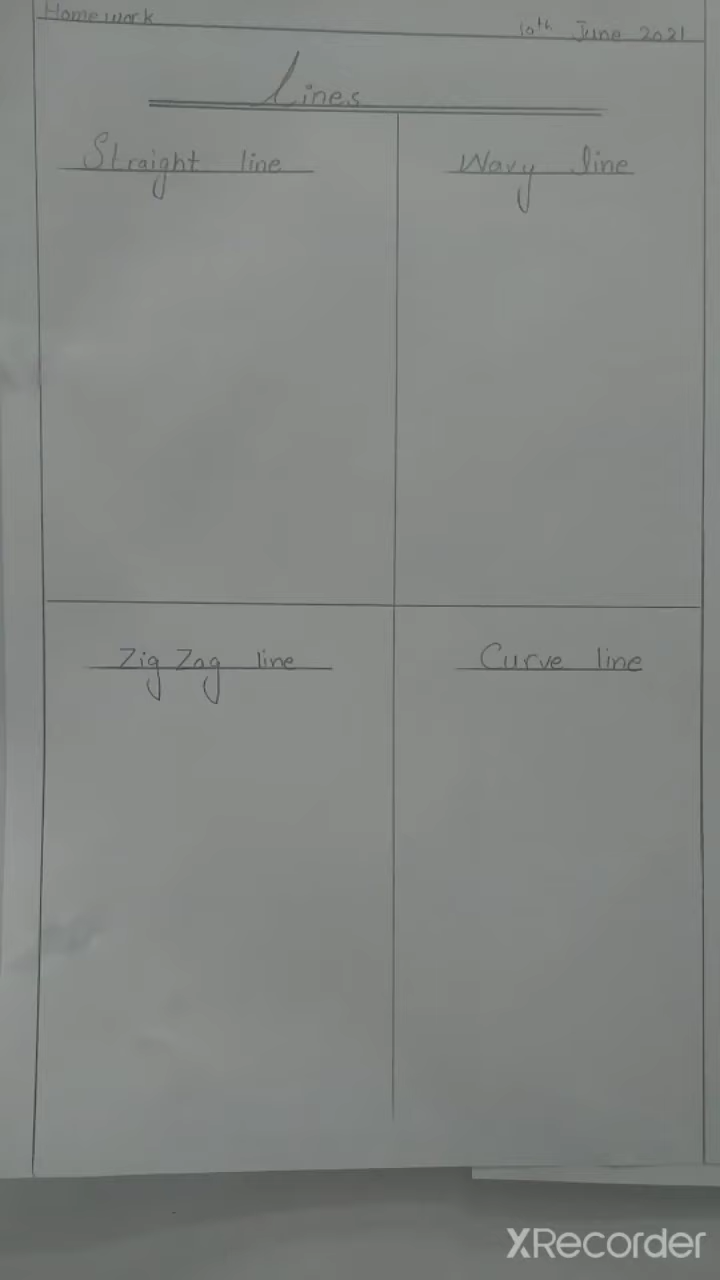 Homework
10th June 2021
Lines
Straight line
Wavy line
Zig Zag line
Curve line
XRecorder